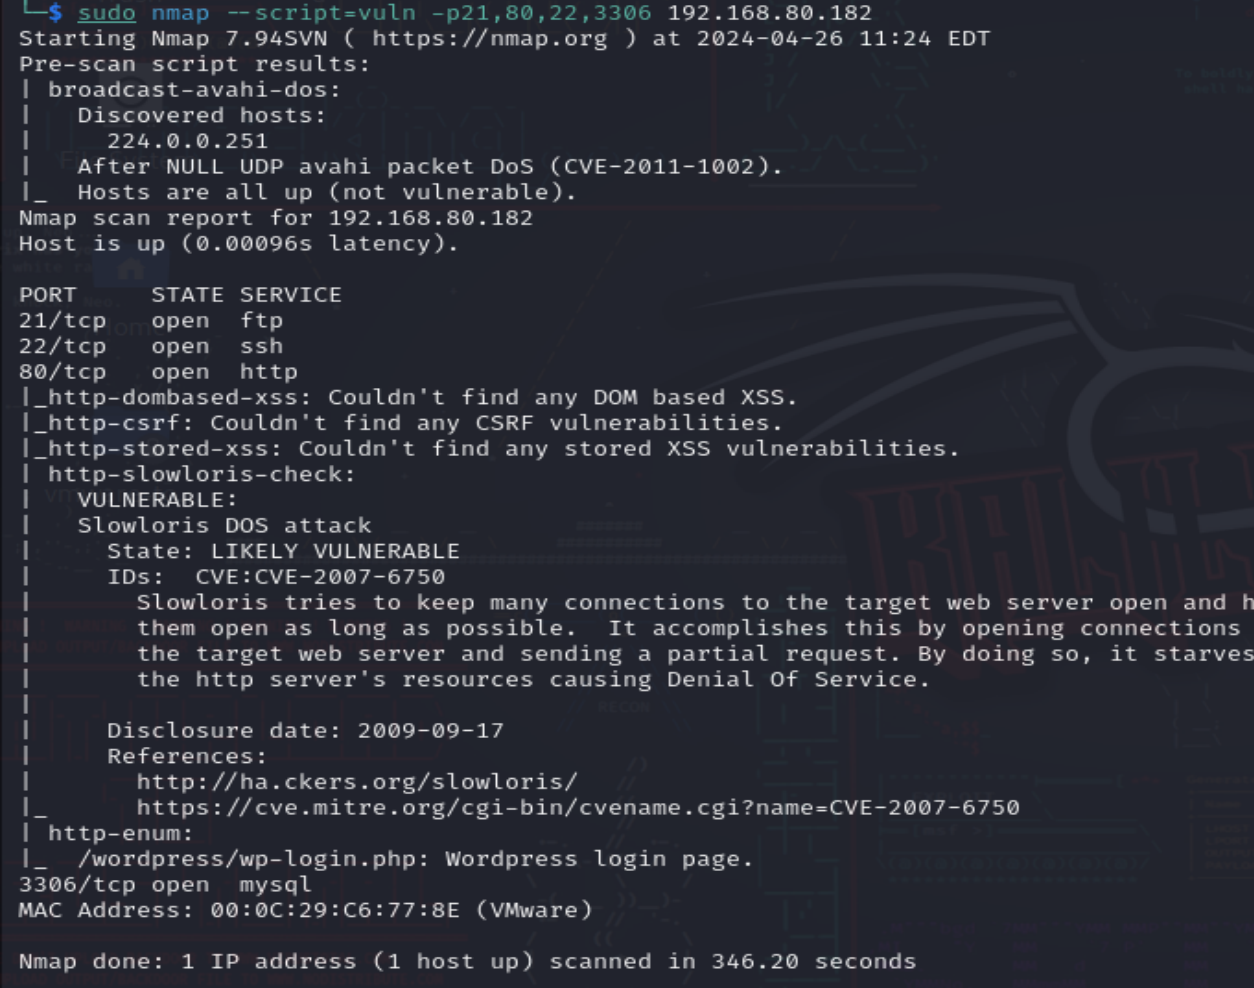 └─$ sudo nmap --script=vuln -p21,80,22,3306 192.168.80.182
Starting Nmap 7.94SVN ( https://nmap.org ) at 2024-04-26 11:24 EDT
Pre-scan script results:
| broadcast-avahi-dos:
|   Discovered hosts:
|     224.0.0.251
|   After NULL UDP avahi packet DoS (CVE-2011-1002).
|_  Hosts are all up (not vulnerable).
Nmap scan report for 192.168.80.182
Host is up (0.00096s latency).

PORT     STATE SERVICE
21/tcp   open  ftp
22/tcp   open  ssh
80/tcp   open  http
|_http-dombased-xss: Couldn't find any DOM based XSS.
|_http-csrf: Couldn't find any CSRF vulnerabilities.
|_http-stored-xss: Couldn't find any stored XSS vulnerabilities.
| http-slowloris-check:
|   VULNERABLE:
|   Slowloris DOS attack
|     State: LIKELY VULNERABLE
|     IDs:  CVE:CVE-2007-6750
|       Slowloris tries to keep many connections to the target web server open and h
|       them open as long as possible.  It accomplishes this by opening connections
|       the target web server and sending a partial request. By doing so, it starves
|       the http server's resources causing Denial Of Service.
|
|     Disclosure date: 2009-09-17
|     References:
|       http://ha.ckers.org/slowloris/
|_      https://cve.mitre.org/cgi-bin/cvename.cgi?name=CVE-2007-6750
| http-enum:
|_  /wordpress/wp-login.php: Wordpress login page.
3306/tcp open  mysql
MAC Address: 00:0C:29:C6:77:8E (VMware)

Nmap done: 1 IP address (1 host up) scanned in 346.20 seconds